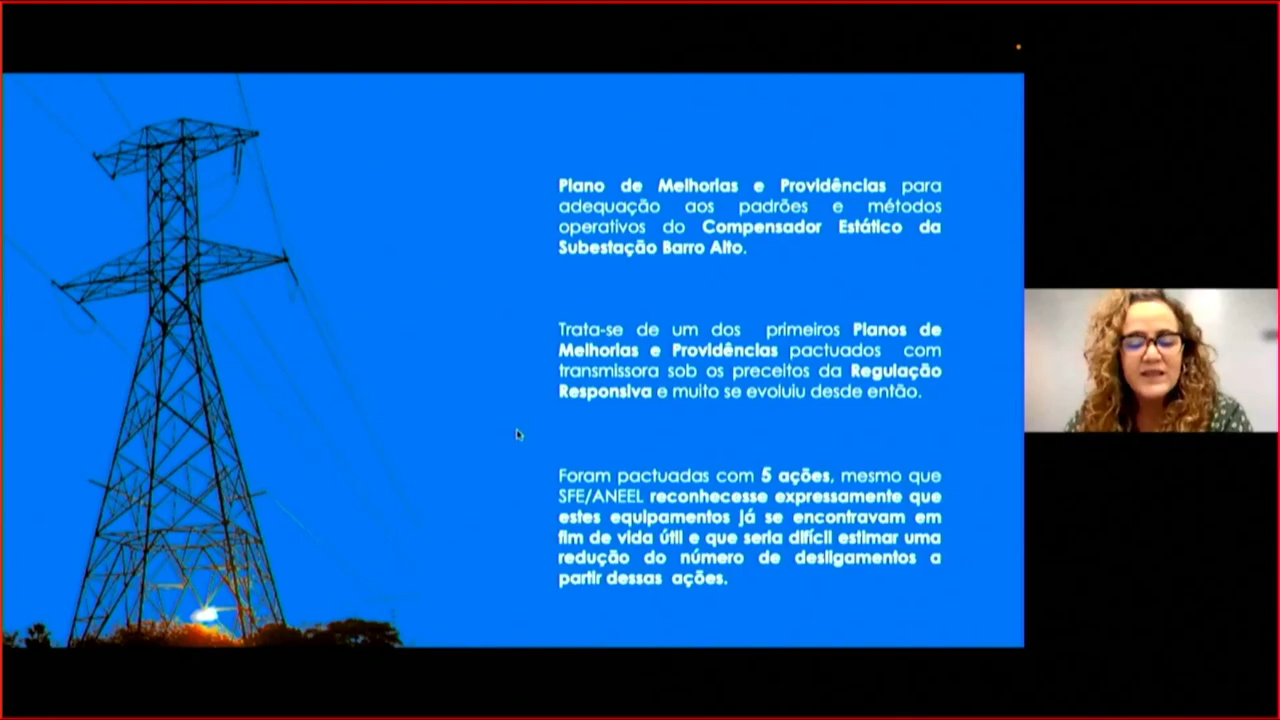 Plano de Melhorias e Providências para
adequação aos padrões e métodos
operativos do Compensador Estático da
Subestação Barro Alto.
Trata-se de um dos primeiros Planos de
Melhorias e Providências pactuados com
transmissora sob os preceitos da Regulação
Responsiva e muito se evoluiu desde então.
Foram pactuadas com 5 ações, mesmo que
SFE/ANEEL reconhecesse expressamente que
estes equipamentos já se encontravam em
fim de vida útil e que seria difícil estimar uma
redução do número de desligamentos a
partir dessas ações.